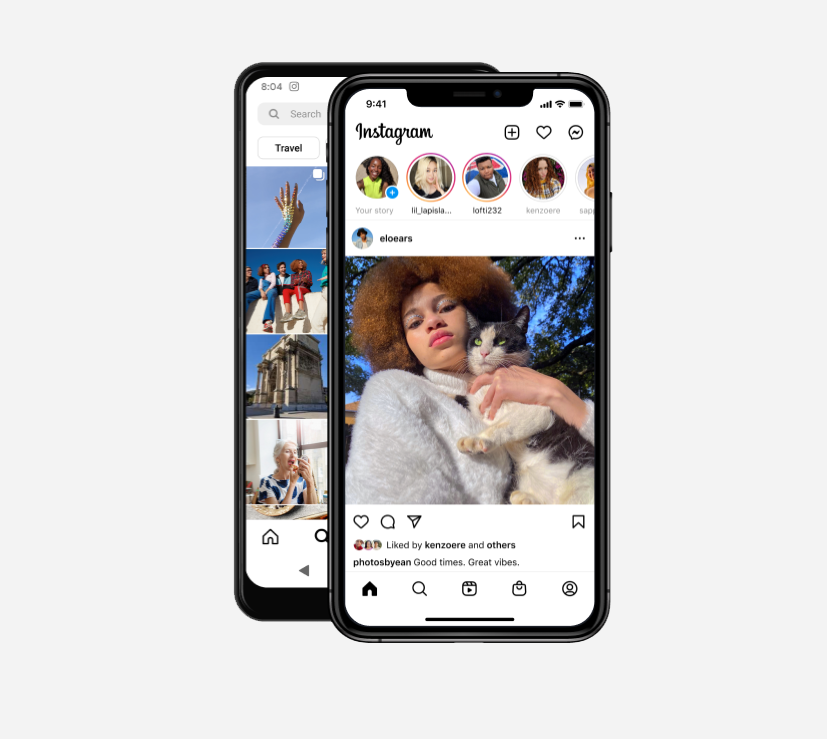 8:04
Search
Travel
9:41
Instagram
Your story
lil_lapisla...
lofti232
kenzoere
sapp
eloears
Liked by kenzoere and others
photosbyean Good times. Great vibes.